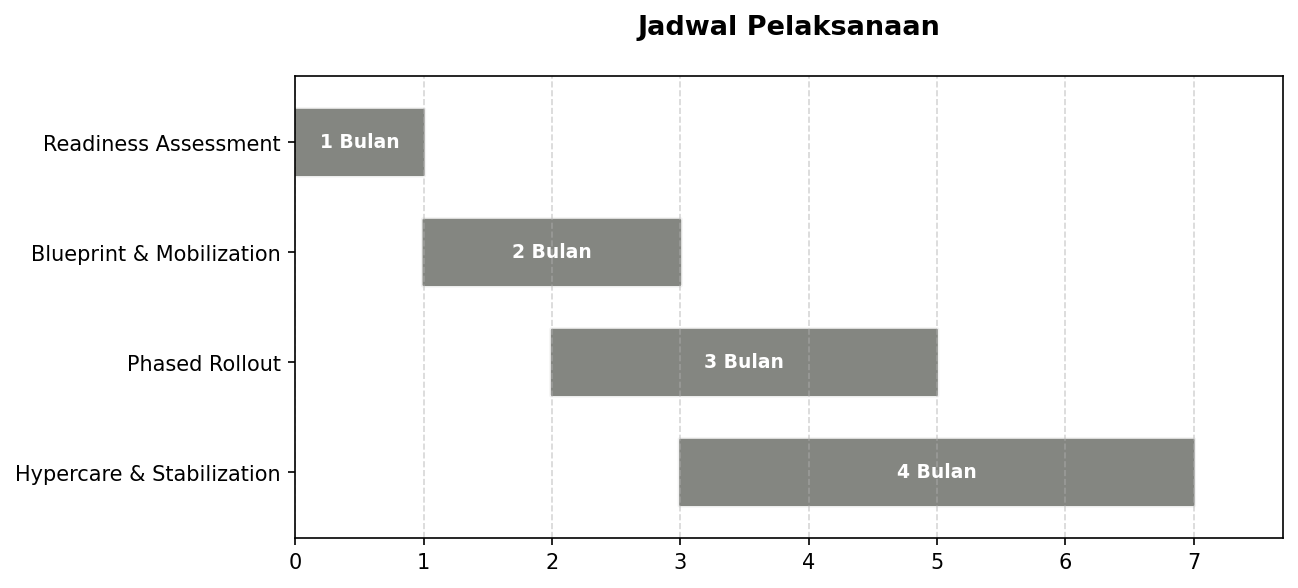 Jadwal Pelaksanaan
Readiness Assessment
1 Bulan
Blueprint & Mobilization
2 Bulan
Phased Rollout
3 Bulan
Hypercare & Stabilization
4 Bulan
0 1 2 3 4 5 6 7